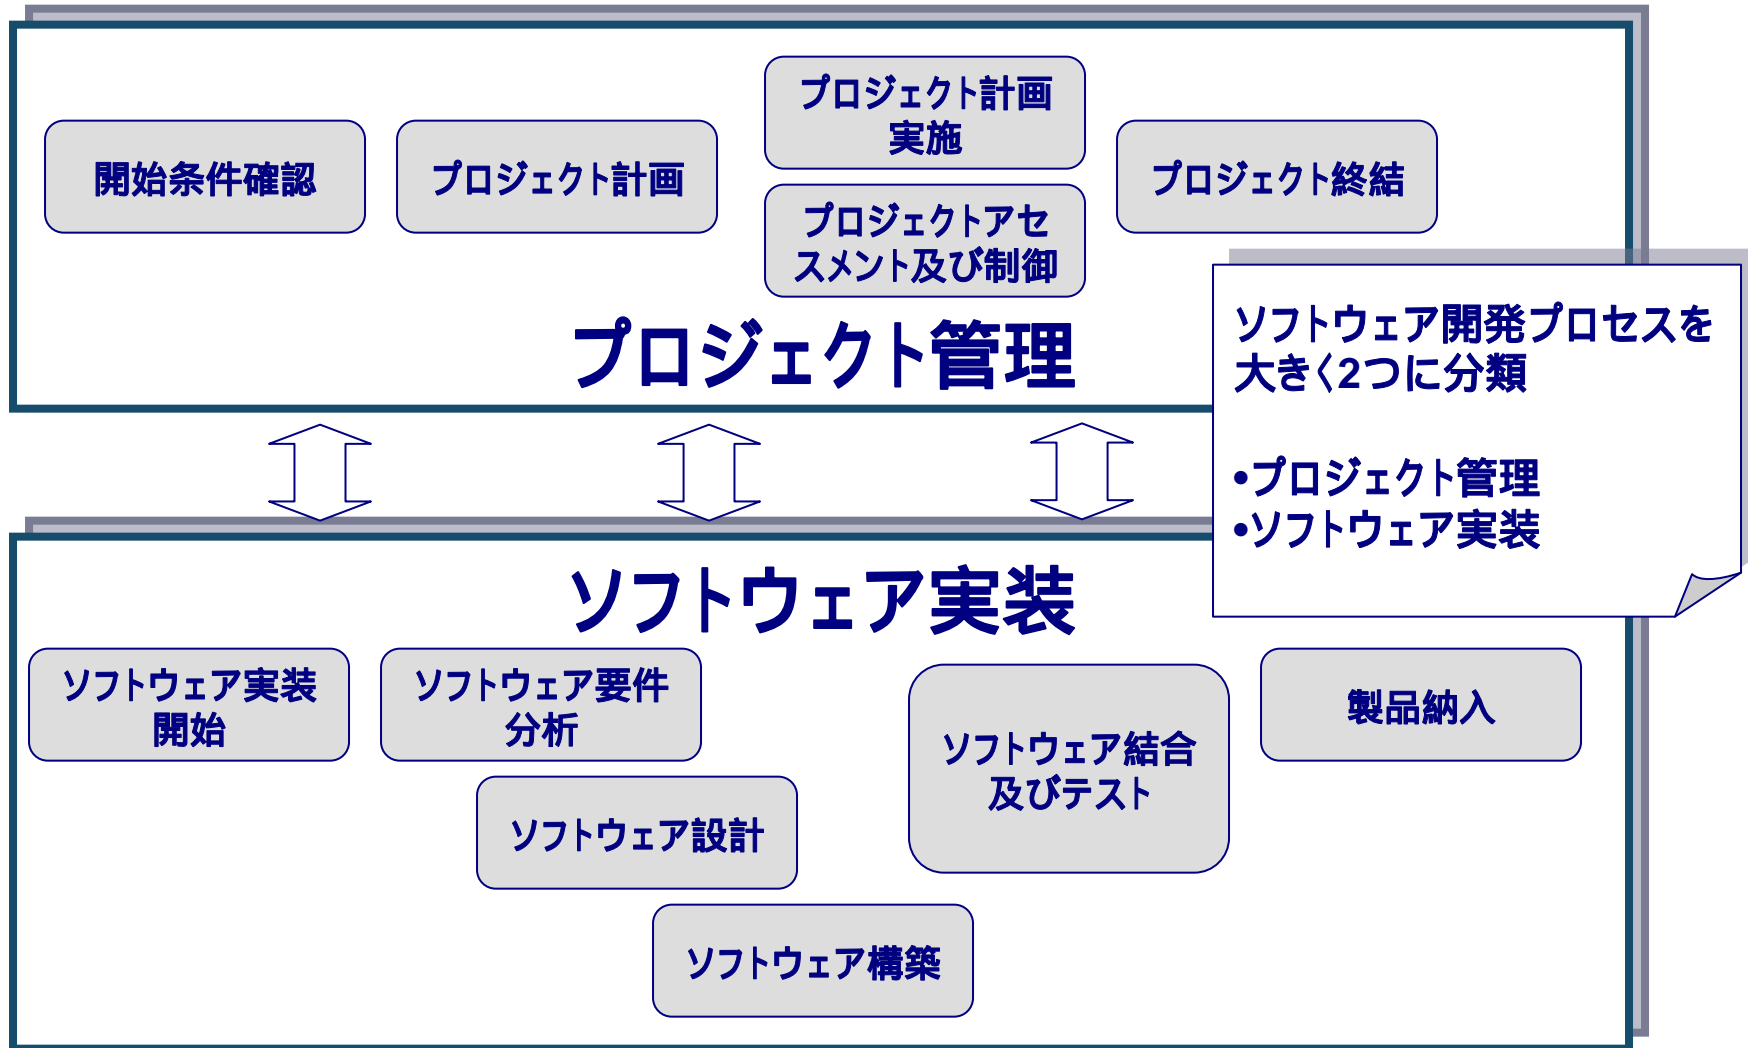 開始条件確認
プロジェクト計画
プロジェクト計画
実施
プロジェクトアセ
スメント及び制御
プロジェクト終結
プロジェクト管理
ソフトウェア開発プロセスを
大きく2つに分類
•プロジェクト管理
•ソフトウェア実装
ソフトウェア実装
ソフトウェア実装
開始
ソフトウェア要件
分析
ソフトウェア設計
ソフトウェア構築
ソフトウェア結合
及びテスト
製品納入